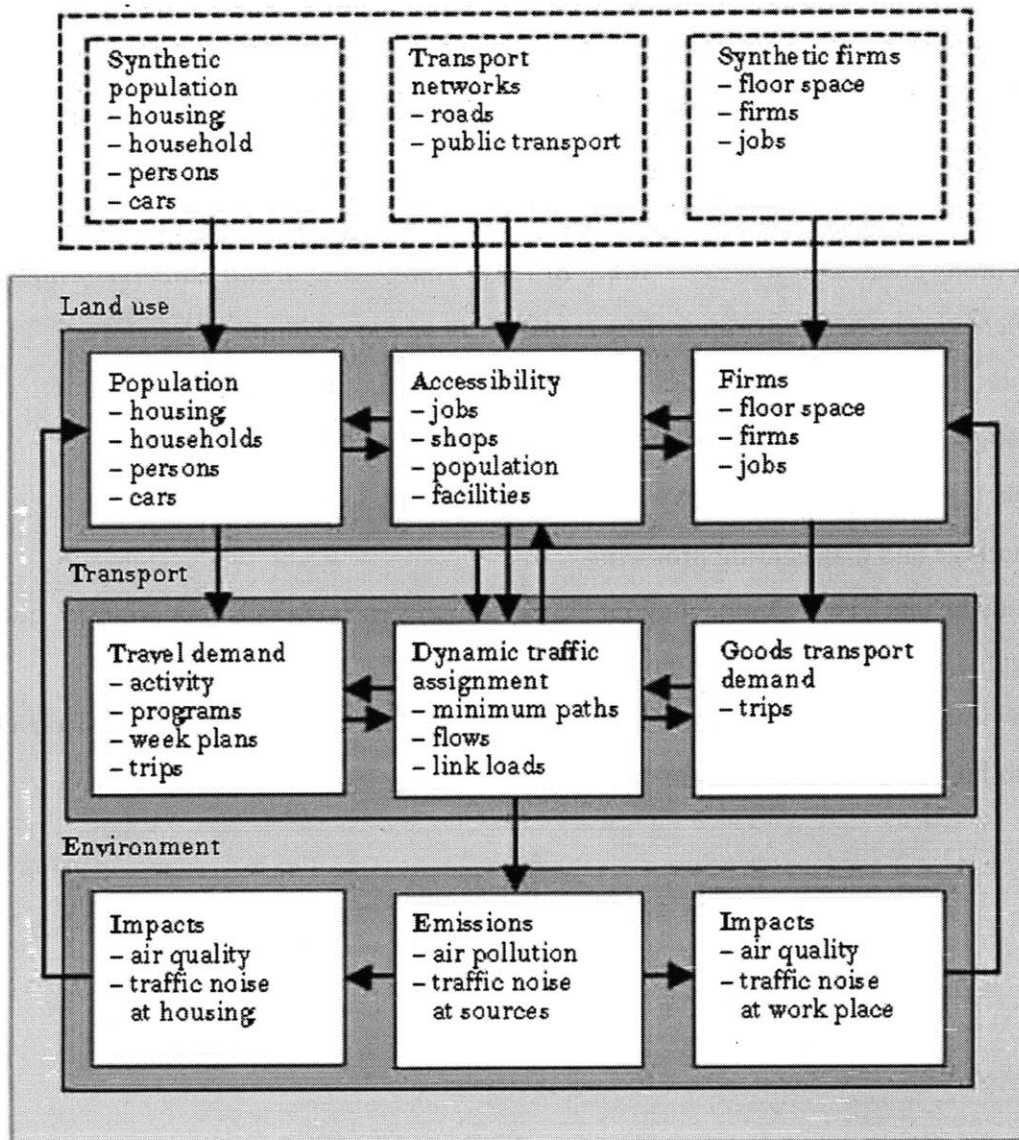 Synthetic
population
– housing
– household
– persons
– cars
Transport
networks
– roads
– public transport
Synthetic firms
– floor space
– firms
– jobs
Land use
Population
– housing
– households
– persons
– cars
Accessibility
– jobs
– shops
– population
– facilities
Firms
– floor space
– firms
– jobs
Transport
Travel demand
– activity
– programs
– week plans
– trips
Dynamic traffic
assignment
– minimum paths
– flows
– link loads
Goods transport
demand
– trips
Environment
Impacts
– air quality
– traffic noise
at housing
Emissions
– air pollution
– traffic noise
at sources
Impacts
– air quality
– traffic noise
at work place